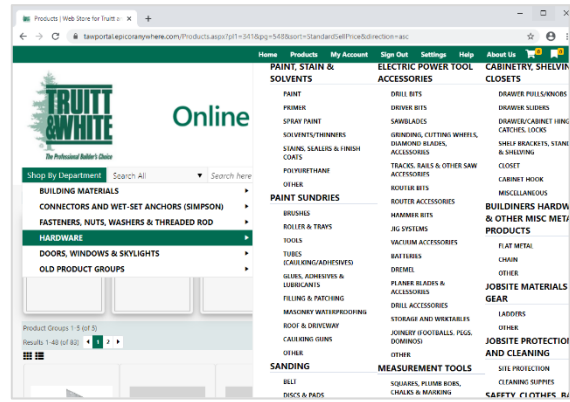 Products | Web Store for Truitt an
tawportal.epicoranywhere.com/Products.aspx?pl1=341&pg=548&sort=StandardSellPrice&direction=asc
Home Products My Account Sign Out Settings Help About Us
0 0
TRUITT
&WHITE
The Professional Builder's Choice
Online
Shop By Department Search All Search here
BUILDING MATERIALS
CONNECTORS AND WET-SET ANCHORS (SIMPSON)
FASTENERS, NUTS, WASHERS & THREADED ROD
HARDWARE
DOORS, WINDOWS & SKYLIGHTS
OLD PRODUCT GROUPS
Product Groups 1-5 (of 5)
Results 1-48 (of 83) 1 2
PAINT, STAIN &
SOLVENTS
PAINT
PRIMER
SPRAY PAINT
SOLVENTS/THINNERS
STAINS, SEALERS & FINISH
COATS
POLYURETHANE
OTHER
PAINT SUNDRIES
BRUSHES
ROLLER & TRAYS
TOOLS
TUBES
(CAULKING/ADHESIVES)
GLUES, ADHESIVES &
LUBRICANTS
FILLING & PATCHING
MASONRY WATERPROOFING
ROOF & DRIVEWAY
CAULKING GUNS
OTHER
SANDING
BELT
DISCS & PADS
ELECTRIC POWER TOOL
ACCESSORIES
DRILL BITS
DRIVER BITS
SAWBLADES
GRINDING, CUTTING WHEELS,
DIAMOND BLADES,
ACCESSORIES
TRACKS, RAILS & OTHER SAW
ACCESSORIES
ROUTER BITS
ROUTER ACCESSORIES
HAMMER BITS
JIG SYSTEMS
VACUUM ACCESSORIES
BATTERIES
DREMEL
PLANER BLADES &
ACCESSORIES
DRILL ACCESSORIES
STORAGE AND WRKTABLES
JOINERY (FOOTBALLS, PEGS,
DOMINOS)
OTHER
MEASUREMENT TOOLS
SQUARES, PLUMB BOBS,
CHALKS & MARKING
CABINETRY, SHELVIN
CLOSETS
DRAWER PULLS/KNOBS
DRAWER SLIDERS
DRAWER/CABINET HING
CATCHES, LOCKS
SHELF BRACKETS, STAND
& SHELVING
CLOSET
CABINET HOOK
MISCELLANEOUS
BUILDINERS HARDW
& OTHER MISC META
PRODUCTS
FLAT METAL
CHAIN
OTHER
JOBSITE MATERIALS
GEAR
LADDERS
OTHER
JOBSITE PROTECTION
AND CLEANING
SITE PROTECTION
CLEANING SUPPIES
SAFETY, CLOTHES, BA